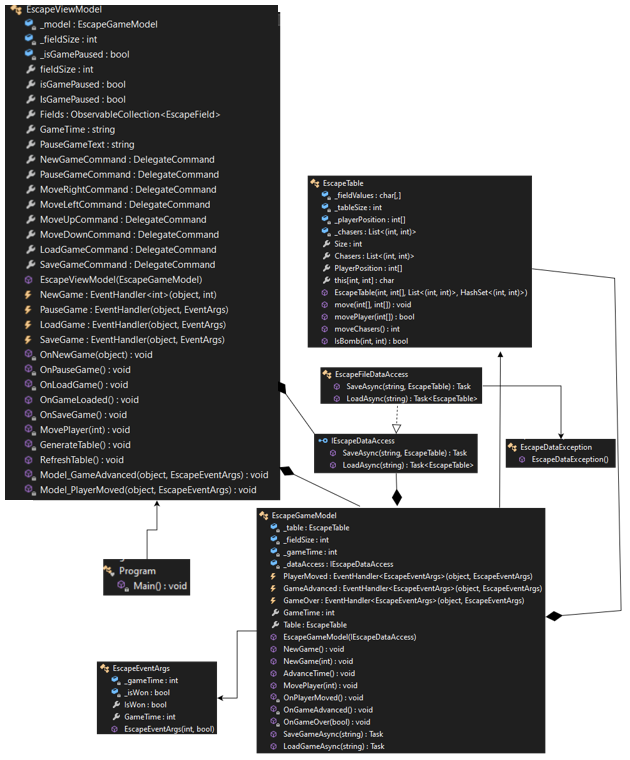 EscapeViewModel
_model : EscapeGameModel
_fieldSize : int
_isGamePaused : bool
fieldSize : int
isGamePaused : bool
IsGamePaused : bool
Fields : ObservableCollection<EscapeField>
GameTime : string
PauseGameText : string
NewGameCommand : DelegateCommand
PauseGameCommand : DelegateCommand
MoveRightCommand : DelegateCommand
MoveLeftCommand : DelegateCommand
MoveUpCommand : DelegateCommand
MoveDownCommand : DelegateCommand
LoadGameCommand : DelegateCommand
SaveGameCommand : DelegateCommand
EscapeViewModel(EscapeGameModel)
NewGame : EventHandler<int>(object, int)
PauseGame : EventHandler(object, EventArgs)
LoadGame : EventHandler(object, EventArgs)
SaveGame : EventHandler(object, EventArgs)
OnNewGame(object) : void
OnPauseGame() : void
OnLoadGame() : void
OnGameLoaded() : void
OnSaveGame() : void
MovePlayer(int) : void
GenerateTable() : void
RefreshTable() : void
Model_GameAdvanced(object, EscapeEventArgs) : void
Model_PlayerMoved(object, EscapeEventArgs) : void
EscapeTable
_fieldValues : char[,]
_tableSize : int
_playerPosition : int[]
_chasers : List<(int, int)>
Size : int
Chasers : List<(int, int)>
PlayerPosition : int[]
this[int, int] : char
EscapeTable(int, int[], List<(int, int)>, HashSet<(int, int)>)
move(int[], int[]) : void
movePlayer(int[]) : bool
moveChasers() : int
IsBomb(int, int) : bool
EscapeFileDataAccess
SaveAsync(string, EscapeTable) : Task
LoadAsync(string) : Task<EscapeTable>
IEscapeDataAccess
SaveAsync(string, EscapeTable) : Task
LoadAsync(string) : Task<EscapeTable>
EscapeDataException
EscapeDataException()
Program
Main() : void
EscapeGameModel
_table : EscapeTable
_fieldSize : int
_gameTime : int
_dataAccess : IEscapeDataAccess
PlayerMoved : EventHandler<EscapeEventArgs>(object, EscapeEventArgs)
GameAdvanced : EventHandler<EscapeEventArgs>(object, EscapeEventArgs)
GameOver : EventHandler<EscapeEventArgs>(object, EscapeEventArgs)
GameTime : int
Table : EscapeTable
EscapeGameModel(IEscapeDataAccess)
NewGame() : void
NewGame(int) : void
AdvanceTime() : void
MovePlayer(int) : void
OnPlayerMoved() : void
OnGameAdvanced() : void
OnGameOver(bool) : void
SaveGameAsync(string) : Task
LoadGameAsync(string) : Task
EscapeEventArgs
_gameTime : int
_isWon : bool
IsWon : bool
GameTime : int
EscapeEventArgs(int, bool)